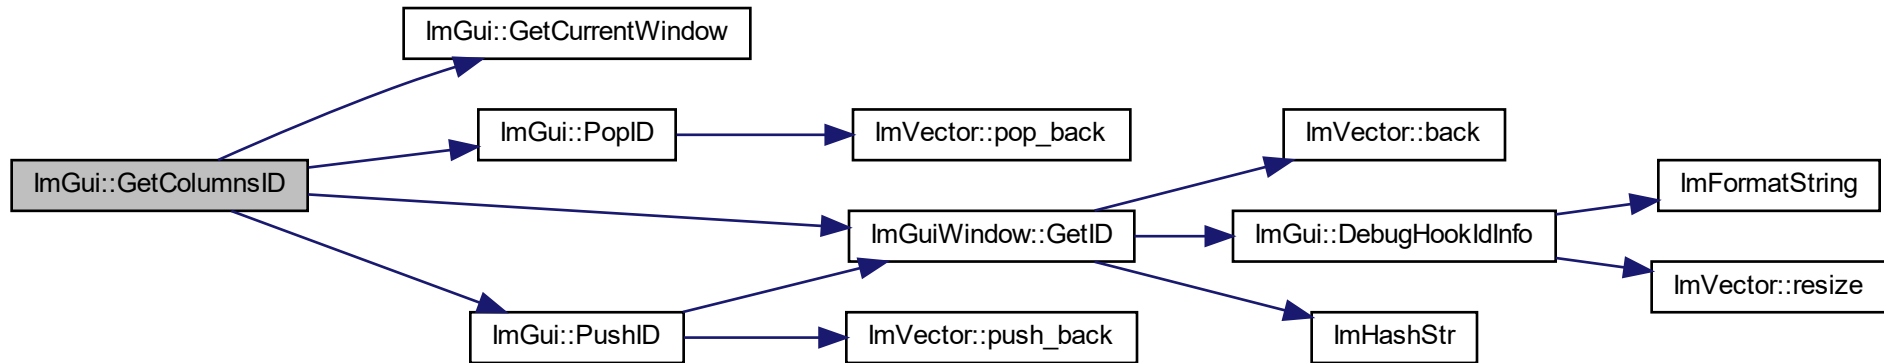 ImGui::GetCurrentWindow
ImGui::PopID
ImVector::pop_back
ImVector::back
ImGui::GetColumnsID
ImFormatString
ImGuiWindow::GetID
ImGui::DebugHookIdInfo
ImVector::resize
ImGui::PushID
ImVector::push_back
ImHashStr